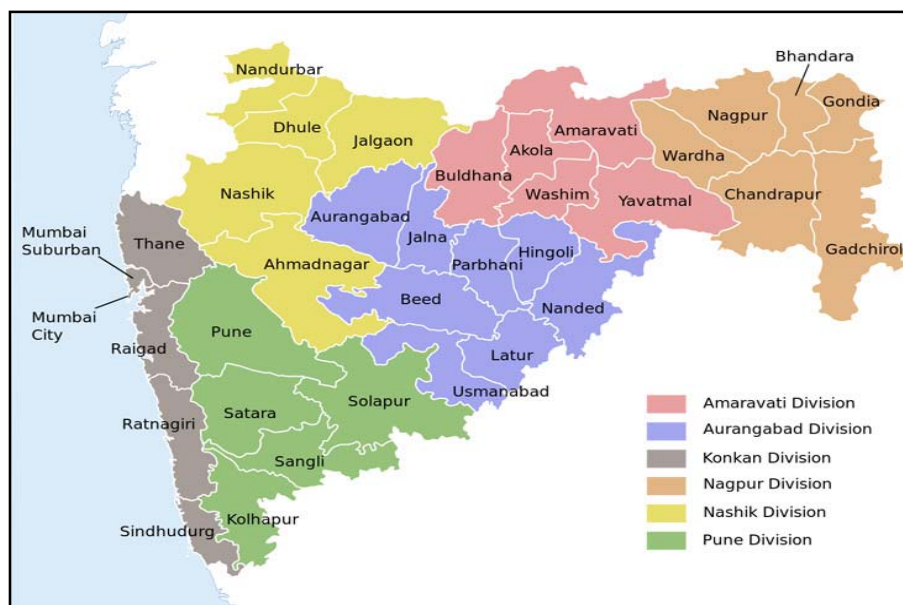 Nandurbar
Bhandara
Nagpur
Gondia
Dhule
Jalgaon
Amaravati
Akola
Wardha
Buldhana
Washim
Nashik
Yavatmal
Chandrapur
Aurangabad
Mumbai
Suburban
Thane
Jalna
Hingoli
Gadchirol
Ahmadnagar
Parbhani
Mumbai
City
Beed
Nanded
Pune
Raigad
Latur
Usmanabad
Solapur
Satara
Ratnagiri
Sangli
Sindhudurg
Kolhapur
Amaravati Division
Aurangabad Division
Konkan Division
Nagpur Division
Nashik Division
Pune Division